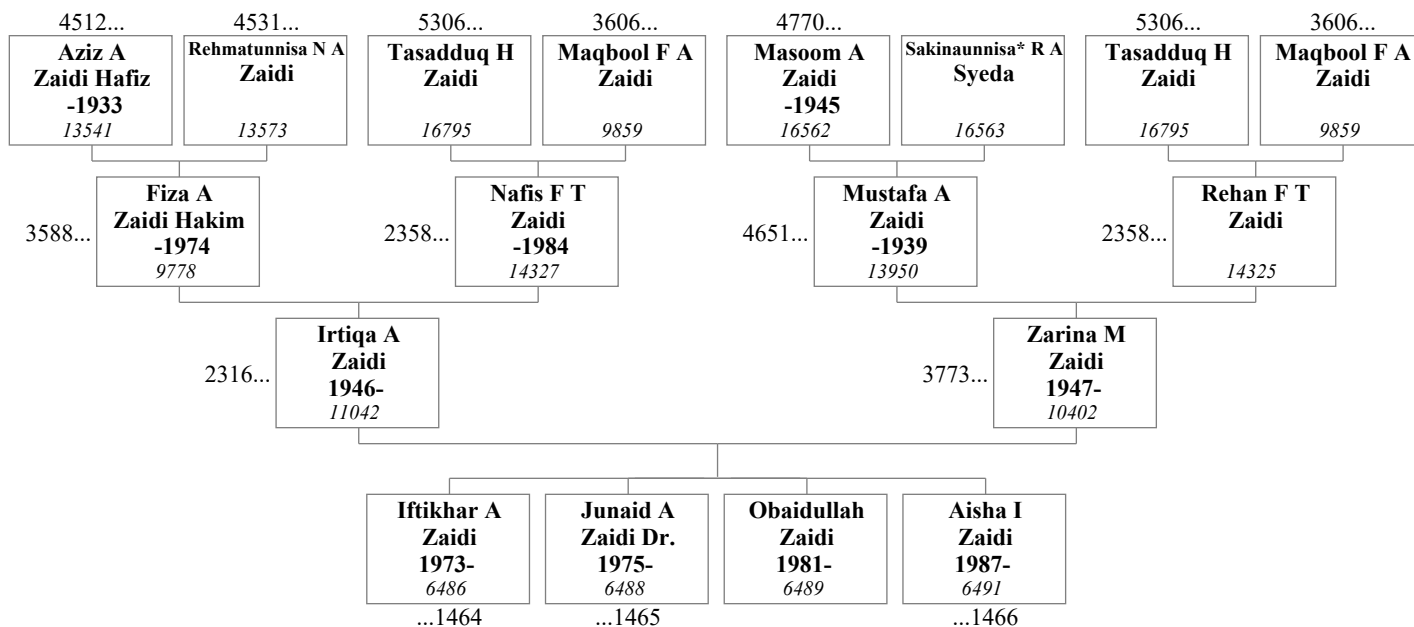 4512... 4531... 5306... 3606... 4770... 5306... 3606...
Aziz A
Zaidi Hafiz
-1933
13541
Rehmatunnisa N A
Zaidi
13573
Tasadduq H
Zaidi
16795
Maqbool F A
Zaidi
9859
Masoom A
Zaidi
-1945
16562
Sakinaunnisa* R A
Syeda
16563
Tasadduq H
Zaidi
16795
Maqbool F A
Zaidi
9859
3588...
Fiza A
Zaidi Hakim
-1974
9778
2358...
Nafis F T
Zaidi
-1984
14327
4651...
Mustafa A
Zaidi
-1939
13950
2358...
Rehan F T
Zaidi
14325
2316...
Irtiqa A
Zaidi
1946-
11042
3773...
Zarina M
Zaidi
1947-
10402
Iftikhar A
Zaidi
1973-
6486
...1464
Junaid A
Zaidi Dr.
1975-
6488
...1465
Obaidullah
Zaidi
1981-
6489
Aisha I
Zaidi
1987-
6491
...1466